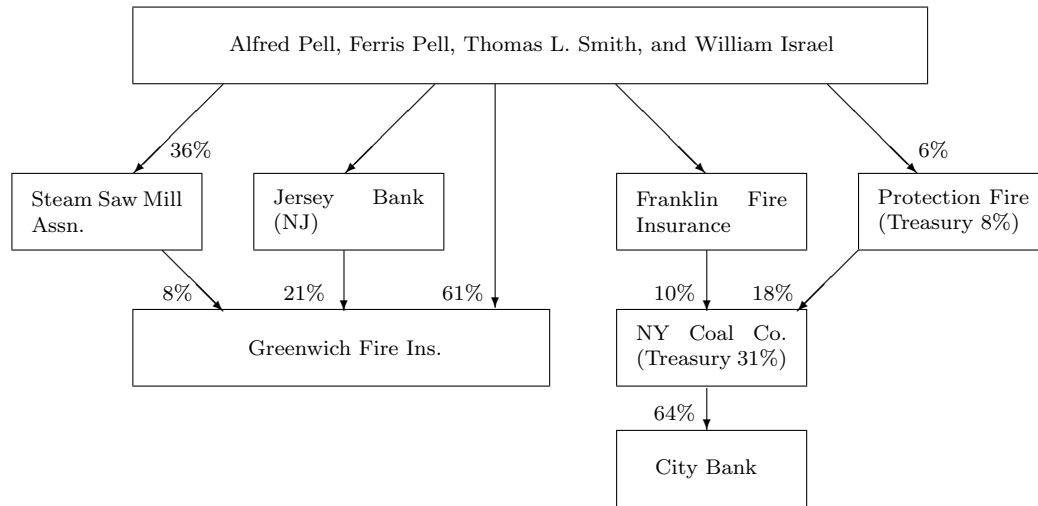 Alfred Pell, Ferris Pell, Thomas L. Smith, and William Israel
36%
6%
Steam Saw Mill
Assn.
Jersey Bank
(NJ)
Franklin Fire
Insurance
Protection Fire
(Treasury 8%)
8%
21%
61%
10%
18%
Greenwich Fire Ins.
NY Coal Co.
(Treasury 31%)
64%
City Bank